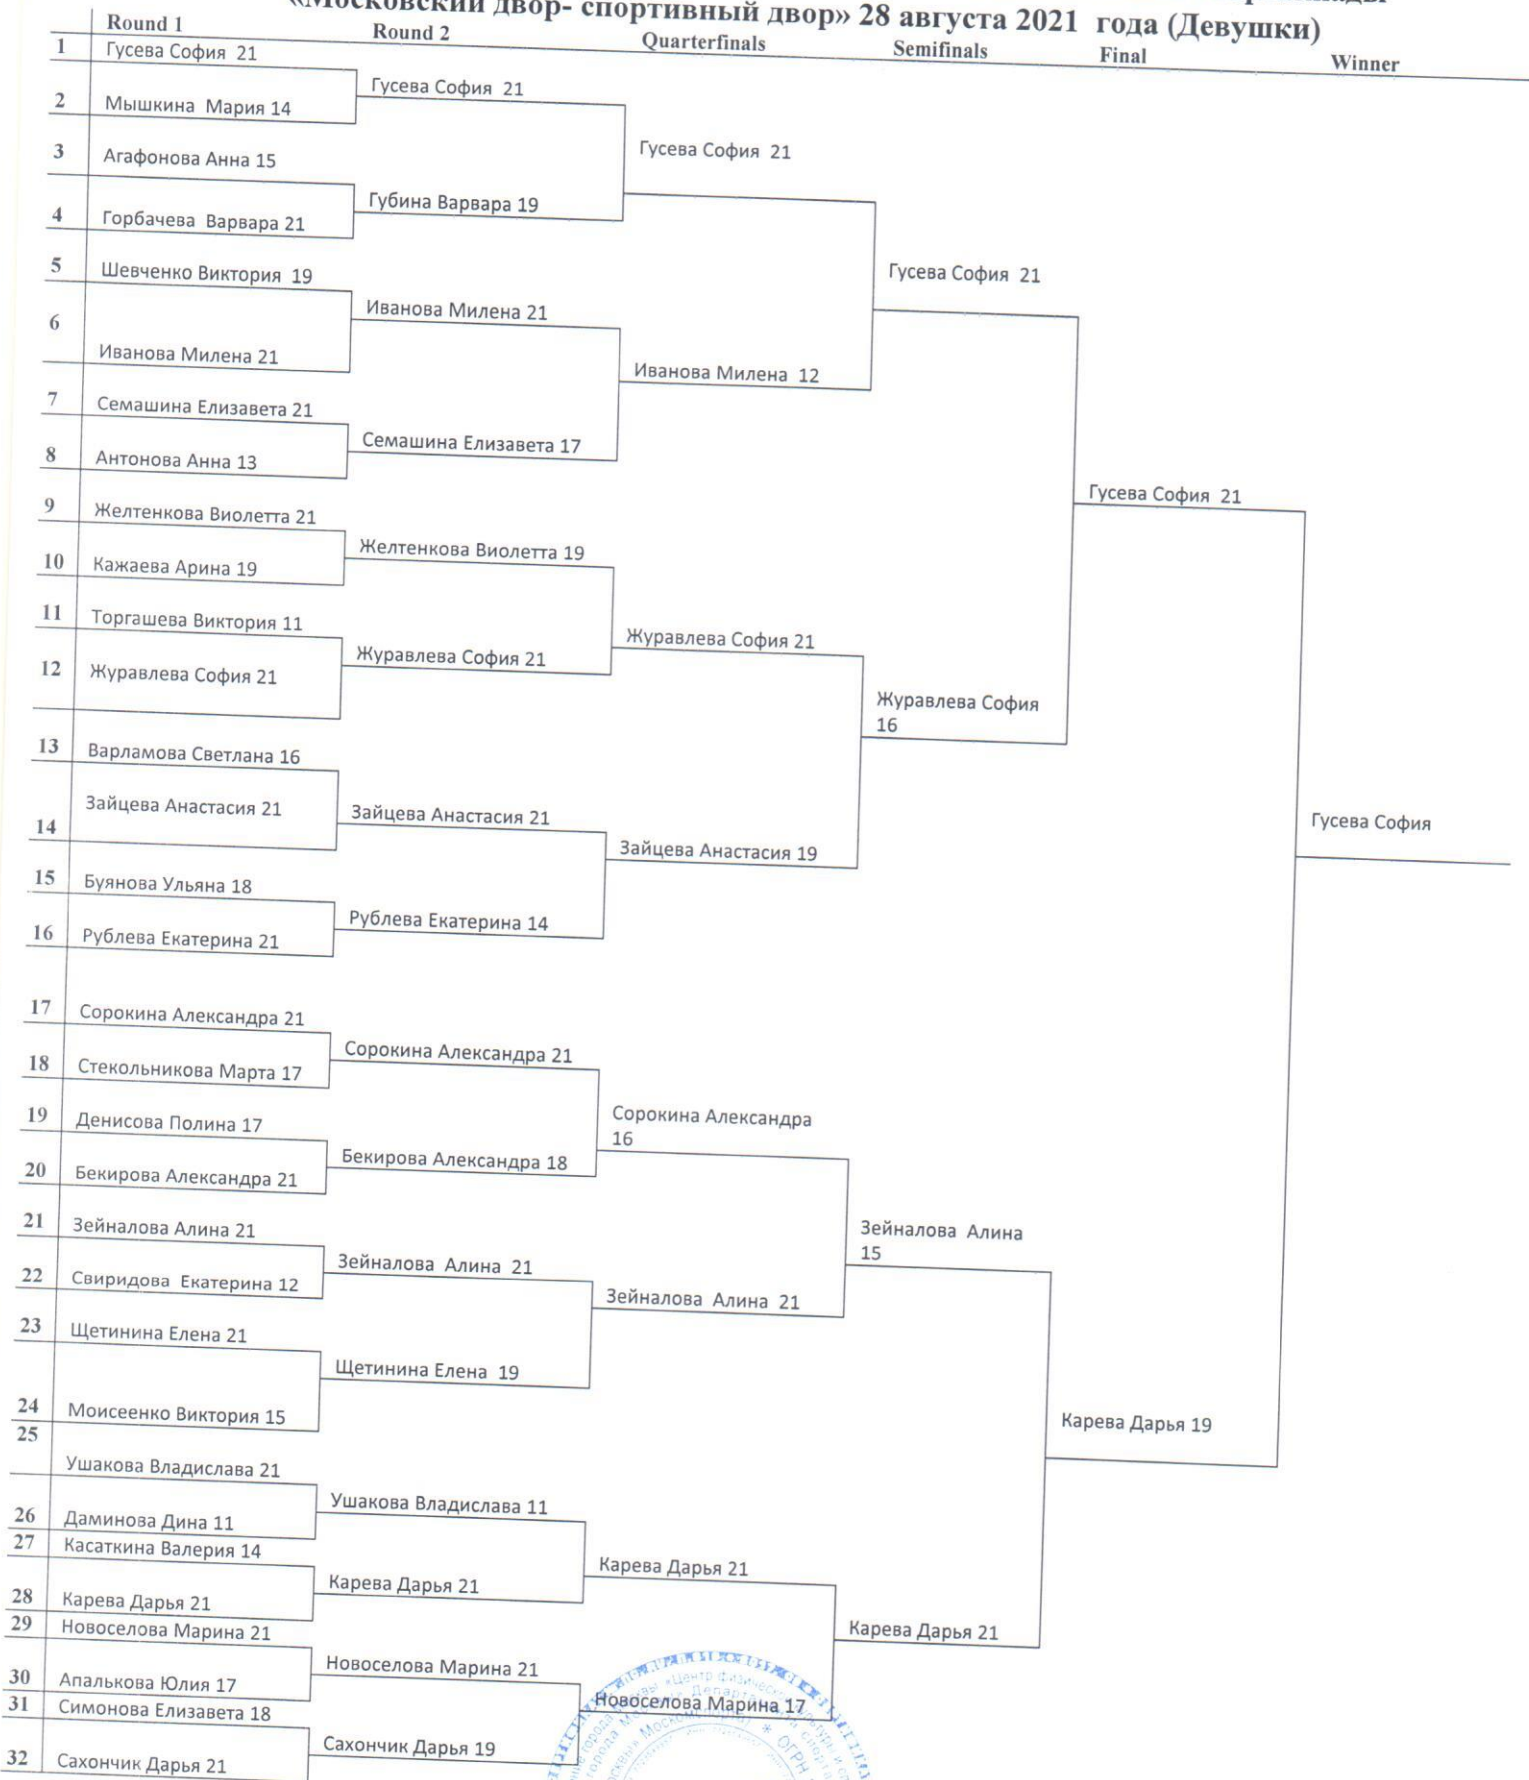 «Московский двор- спортивный двор» 28 августа 2021 года (Девушки)
Round 1 Round 2 Quarterfinals Semifinals Final Winner
1 Гусева София 21
Гусева София 21
2 Мышкина Мария 14
Гусева София 21
3 Агафонова Анна 15
Губина Варвара 19
4 Горбачева Варвара 21
5 Шевченко Виктория 19
Гусева София 21
Иванова Милена 21
6 Иванова Милена 21
Иванова Милена 12
7 Семашина Елизавета 21
Семашина Елизавета 17
8 Антонова Анна 13
Гусева София 21
9 Желтенкова Виолетта 21
Желтенкова Виолетта 19
10 Кажаева Арина 19
11 Торгашева Виктория 11
Журавлева София 21
Журавлева София 21
12 Журавлева София 21
Журавлева София
16
13 Варламова Светлана 16
Зайцева Анастасия 21
14 Зайцева Анастасия 21
Гусева София
Зайцева Анастасия 19
15 Буянова Ульяна 18
Рублева Екатерина 14
16 Рублева Екатерина 21
17 Сорокина Александра 21
Сорокина Александра 21
18 Стекольникова Марта 17
Сорокина Александра
16
19 Денисова Полина 17
Бекирова Александра 18
20 Бекирова Александра 21
21 Зейналова Алина 21
Зейналова Алина
15
Зейналова Алина 21
22 Свиридова Екатерина 12
Зейналова Алина 21
23 Щетинина Елена 21
Щетинина Елена 19
24 Моисеенко Виктория 15
Карева Дарья 19
25 Ушакова Владислава 21
Ушакова Владислава 11
26 Даминова Дина 11
27 Касаткина Валерия 14
Карева Дарья 21
Карева Дарья 21
28 Карева Дарья 21
29 Новоселова Марина 21
Карева Дарья 21
Новоселова Марина 21
30 Апалькова Юлия 17
Новоселова Марина 17
31 Симонова Елизавета 18
Сахончик Дарья 19
32 Сахончик Дарья 21